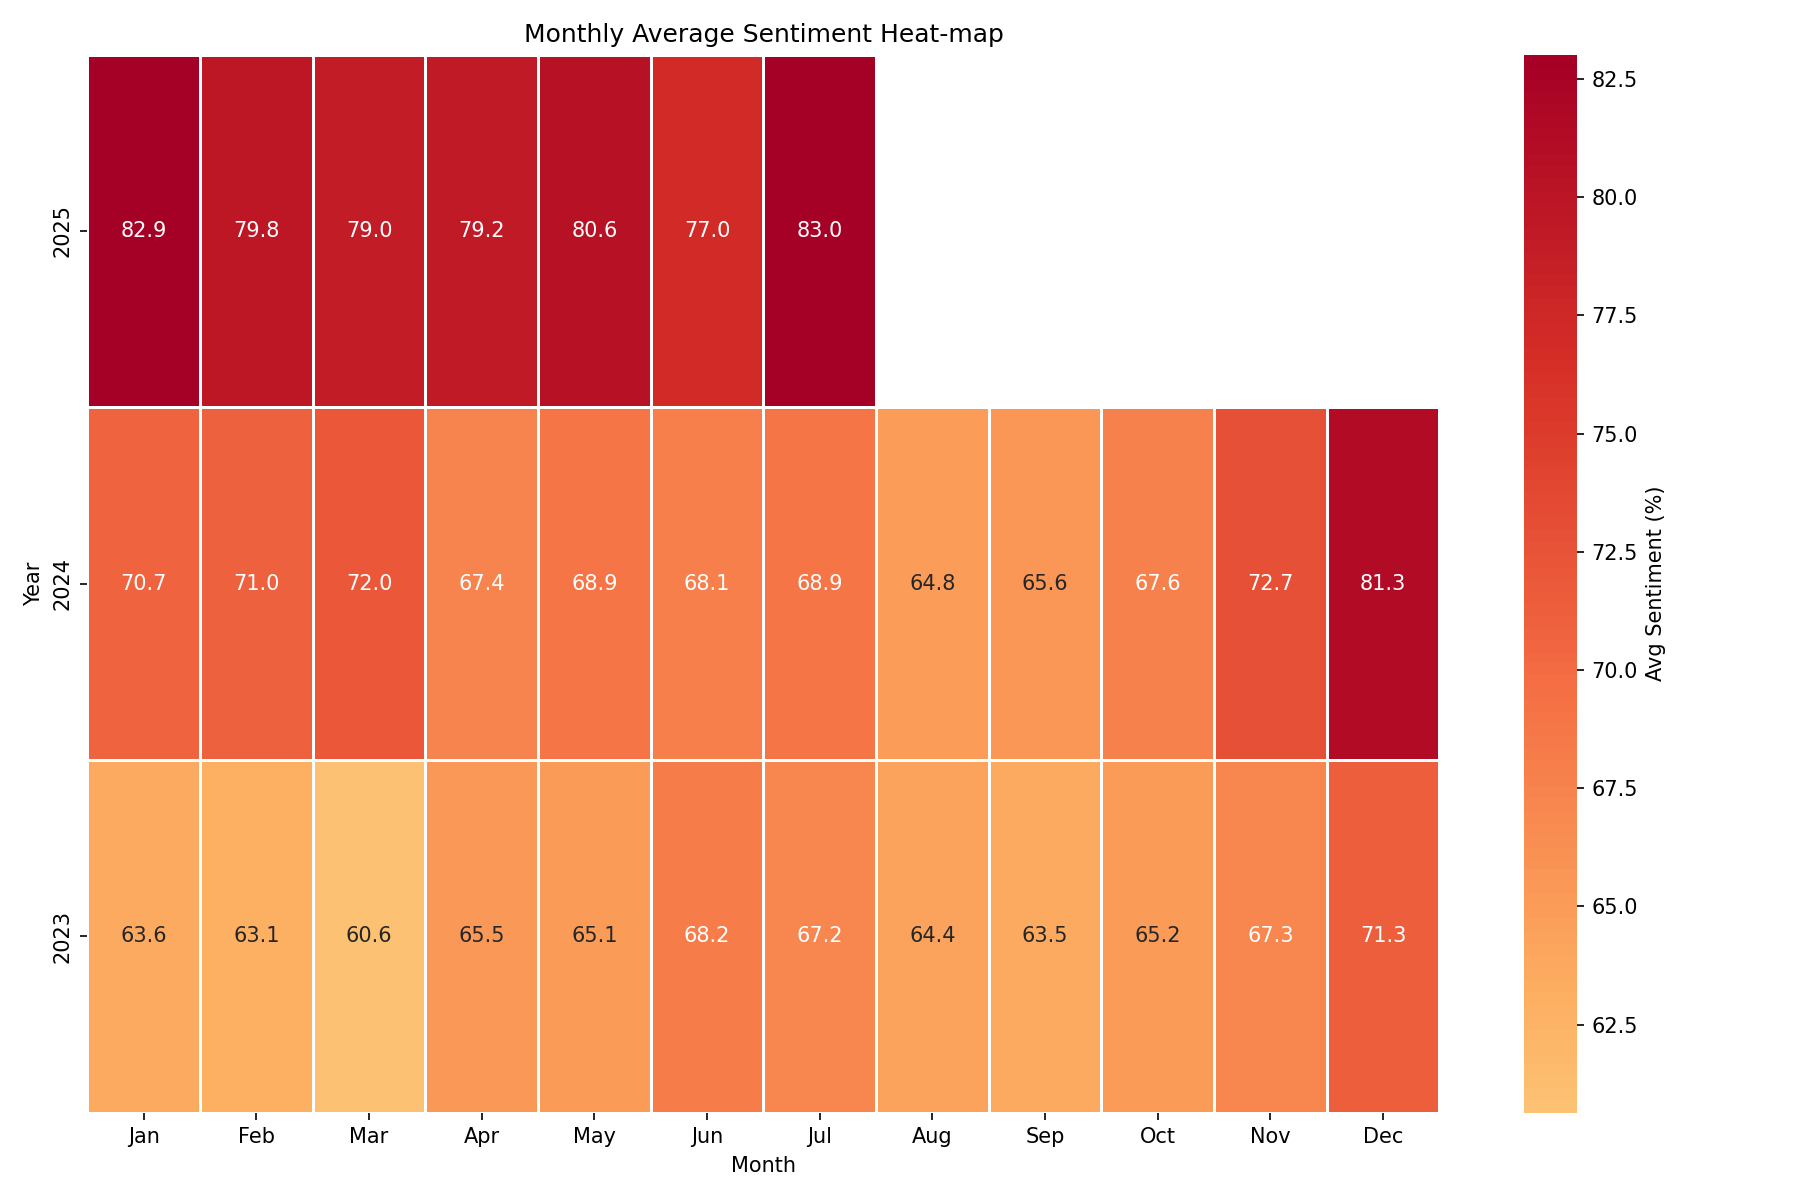 Monthly Average Sentiment Heat-map
Year
2025
82.9 79.8 79.0 79.2 80.6 77.0 83.0
2024
70.7 71.0 72.0 67.4 68.9 68.1 68.9 64.8 65.6 67.6 72.7 81.3
2023
63.6 63.1 60.6 65.5 65.1 68.2 67.2 64.4 63.5 65.2 67.3 71.3
Jan Feb Mar Apr May Jun Jul Aug Sep Oct Nov Dec
Month
82.5
80.0
77.5
75.0
72.5
70.0
67.5
65.0
62.5
Avg Sentiment (%)